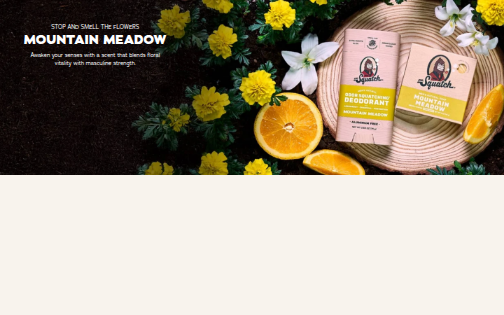 STOP AND SMELL THE FLOWERS
MOUNTAIN MEADOW
Awaken your senses with a scent that blends floral
vitality with masculine strength.
Squatch
DEODORANT
MOUNTAIN MEADOW
Squatch
MOUNTAIN
MEADOW